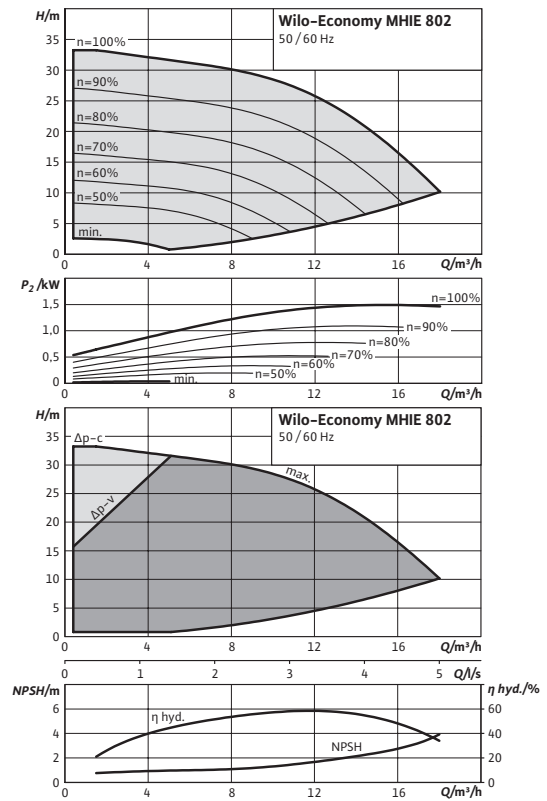 H/m
Wilo-Economy MHIE 802
50 / 60 Hz
35
30
25
20
15
10
5
0
n=100%
n=90%
n=80%
n=70%
n=60%
n=50%
min.
0 4 8 12 16 Q/m³/h
P₂ /kW
1,5
1,0
0,5
0
n=100%
n=90%
n=80%
n=70%
n=60%
n=50%
min.
0 4 8 12 16 Q/m³/h
H/m
Wilo-Economy MHIE 802
50 / 60 Hz
35
30
25
20
15
10
5
0
Δp-c
Δp-v
max.
0 4 8 12 16 Q/m³/h
0 1 2 3 4 5 Q/l/s
NPSH/m
η hyd./%
6
4
2
0
60
40
20
0
η hyd.
NPSH
0 4 8 12 16 Q/m³/h